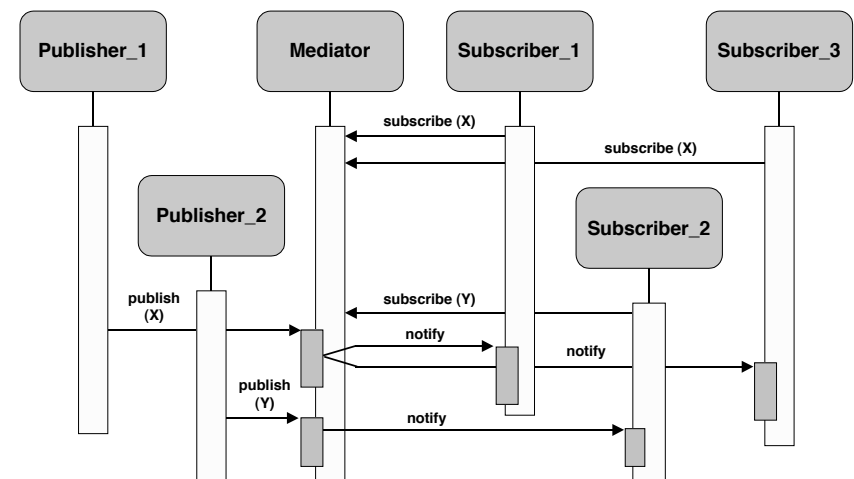 Publisher_1
Mediator
Subscriber_1
Subscriber_3
subscribe (X)
subscribe (X)
Publisher_2
Subscriber_2
publish
(X)
subscribe (Y)
notify
notify
publish
(Y)
notify